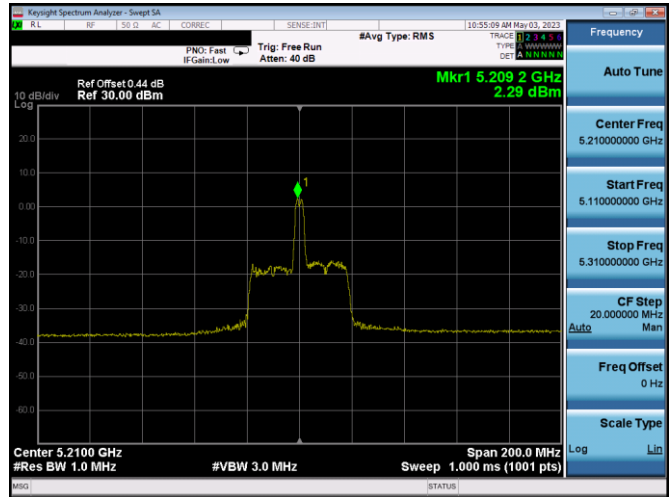 Keysight Spectrum Analyzer - Swept SA
RL RF 50 Ω AC CORREC SENSE:INT 10:55:09 AM May 03, 2023
#Avg Type: RMS
TRACE 1 2 3 4 5 6
PNO: Fast Trig: Free Run TYPE A WWWWW
IFGain:Low Atten: 40 dB DET A N N N N N
Mkr1 5.209 2 GHz
2.29 dBm
Ref Offset 0.44 dB
10 dB/div Ref 30.00 dBm
Log
20.0
10.0
0.00
-10.0
-20.0
-30.0
-40.0
-50.0
-60.0
1
Center 5.2100 GHz Span 200.0 MHz
#Res BW 1.0 MHz #VBW 3.0 MHz Sweep 1.000 ms (1001 pts)
MSG STATUS
Frequency
Auto Tune
Center Freq
5.210000000 GHz
Start Freq
5.110000000 GHz
Stop Freq
5.310000000 GHz
CF Step
20.000000 MHz
Auto Man
Freq Offset
0 Hz
Scale Type
Log Lin